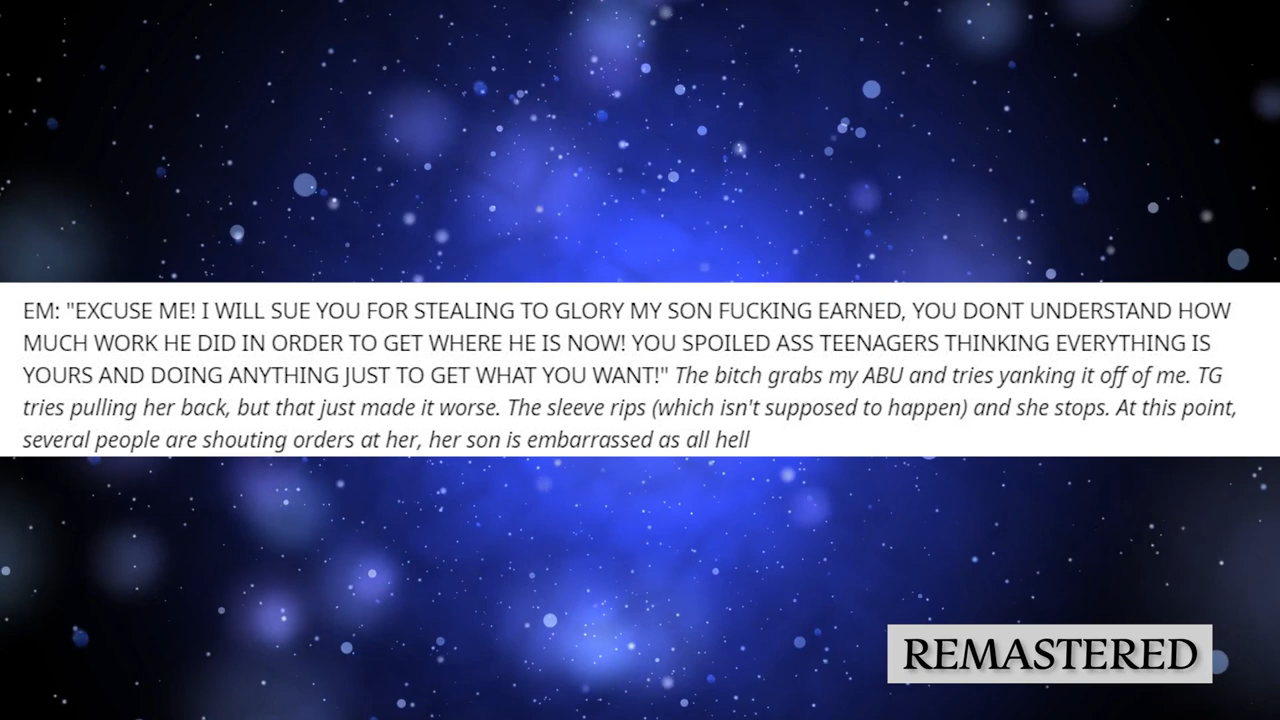 EM: "EXCUSE ME! I WILL SUE YOU FOR STEALING TO GLORY MY SON FUCKING EARNED, YOU DONT UNDERSTAND HOW
MUCH WORK HE DID IN ORDER TO GET WHERE HE IS NOW! YOU SPOILED ASS TEENAGERS THINKING EVERYTHING IS
YOURS AND DOING ANYTHING JUST TO GET WHAT YOU WANT!" The bitch grabs my ABU and tries yanking it off of me. TG
tries pulling her back, but that just made it worse. The sleeve rips (which isn't supposed to happen) and she stops. At this point,
several people are shouting orders at her, her son is embarrassed as all hell
REMASTERED